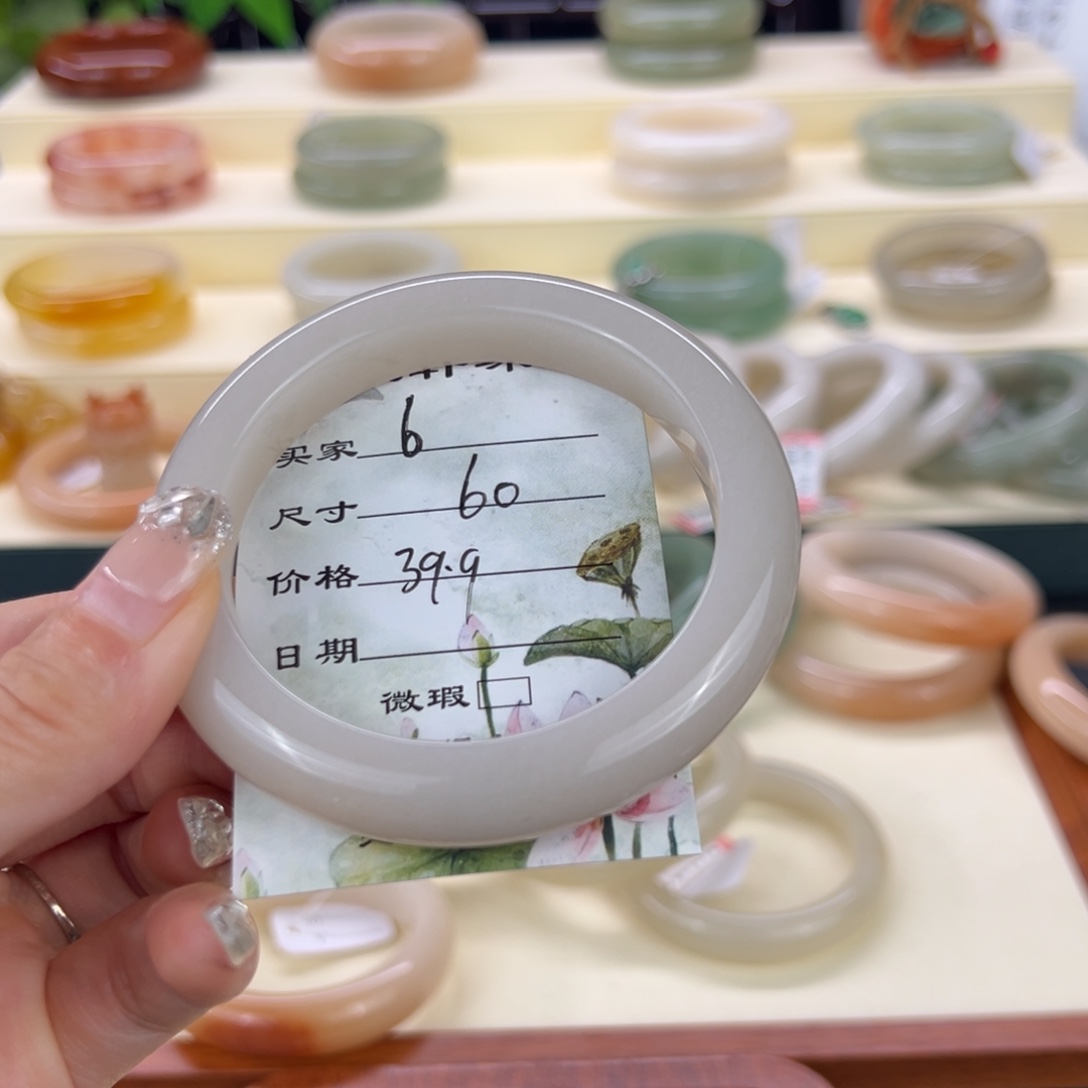 买家 6
尺寸 60
价格 39.9
日期
微瑕